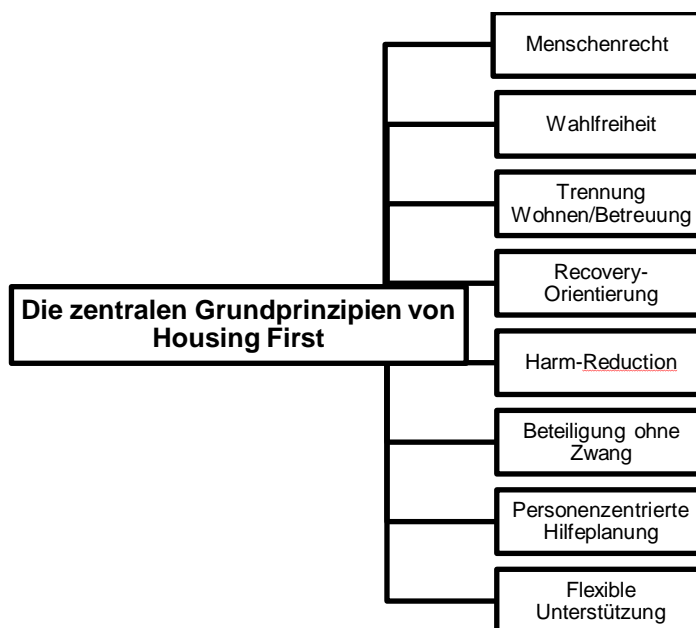 Menschenrecht
Wahlfreiheit
Trennung
Wohnen/Betreuung
Recovery-
Orientierung
Die zentralen Grundprinzipien von
Housing First
Harm-Reduction
Beteiligung ohne
Zwang
Personenzentrierte
Hilfeplanung
Flexible
Unterstützung